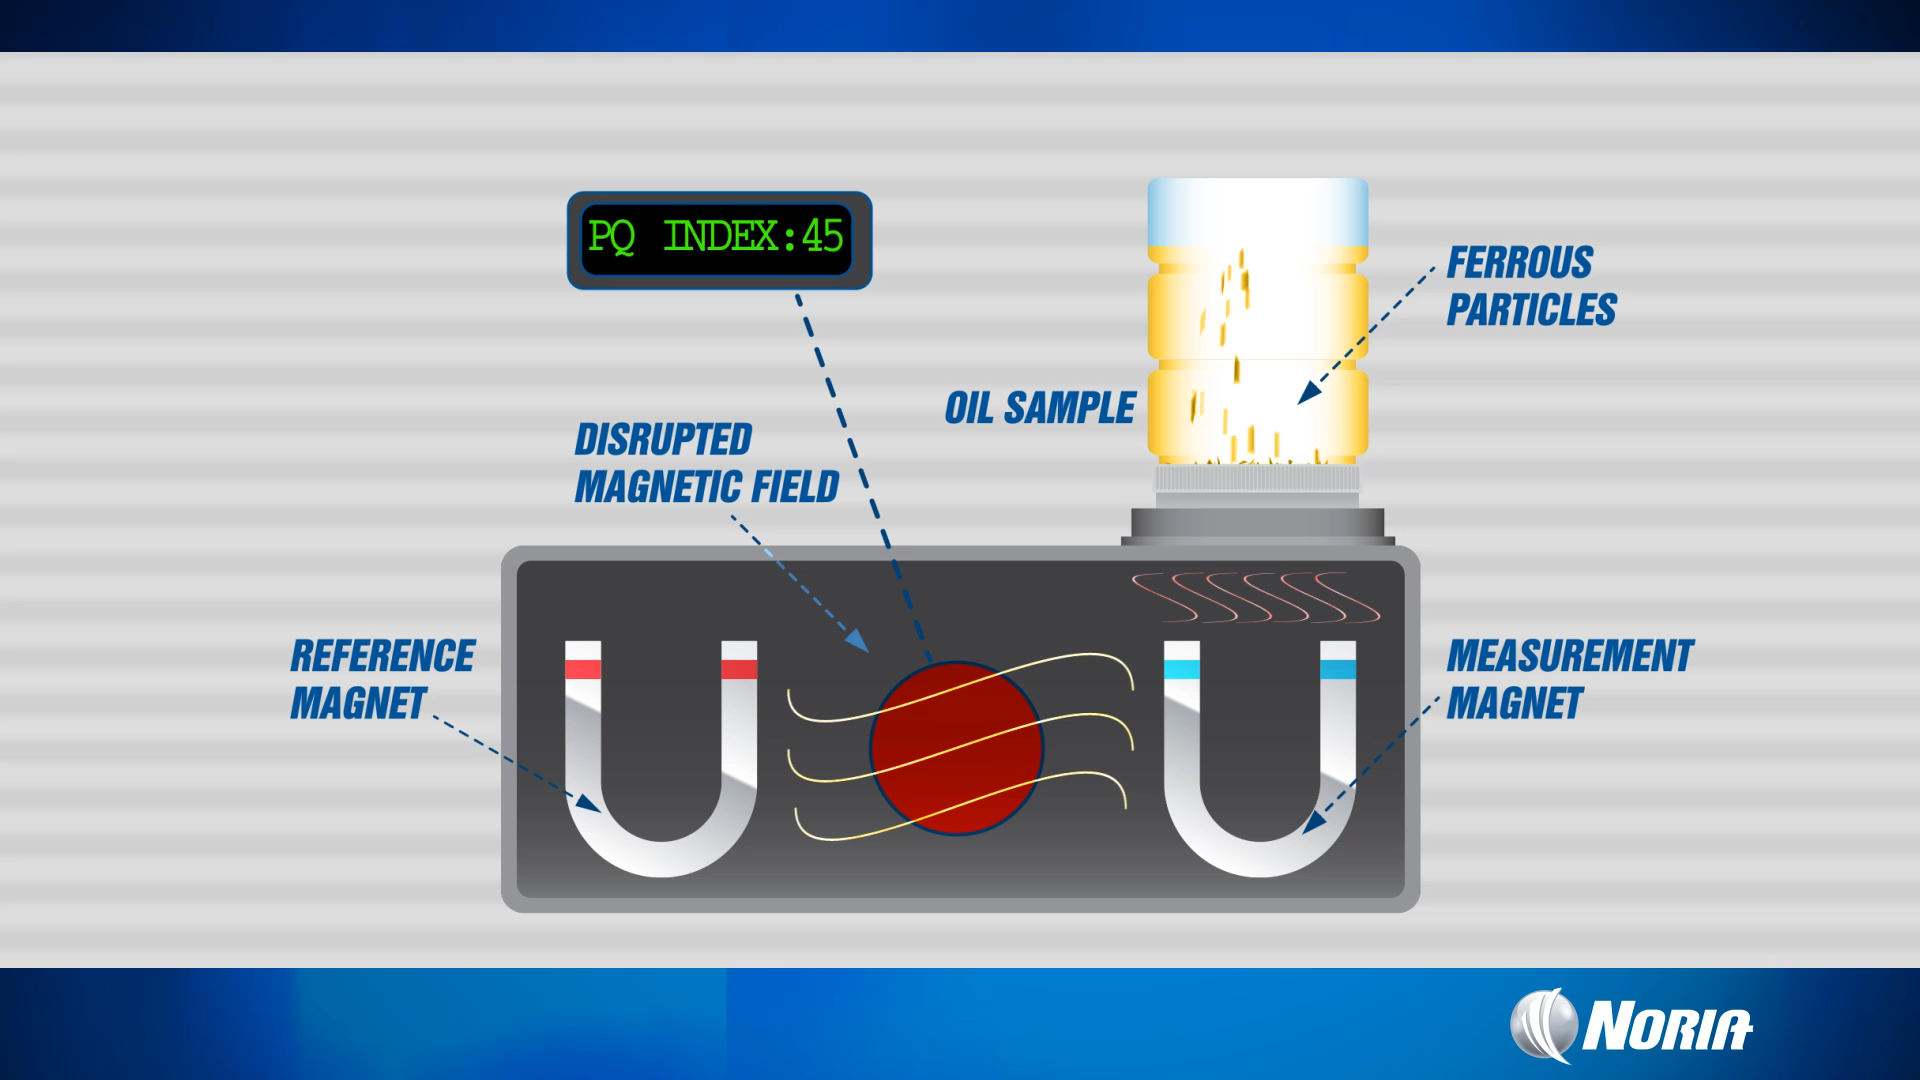 PQ INDEX:45
FERROUS
PARTICLES
OIL SAMPLE
DISRUPTED
MAGNETIC FIELD
REFERENCE
MAGNET
MEASUREMENT
MAGNET
NORIA